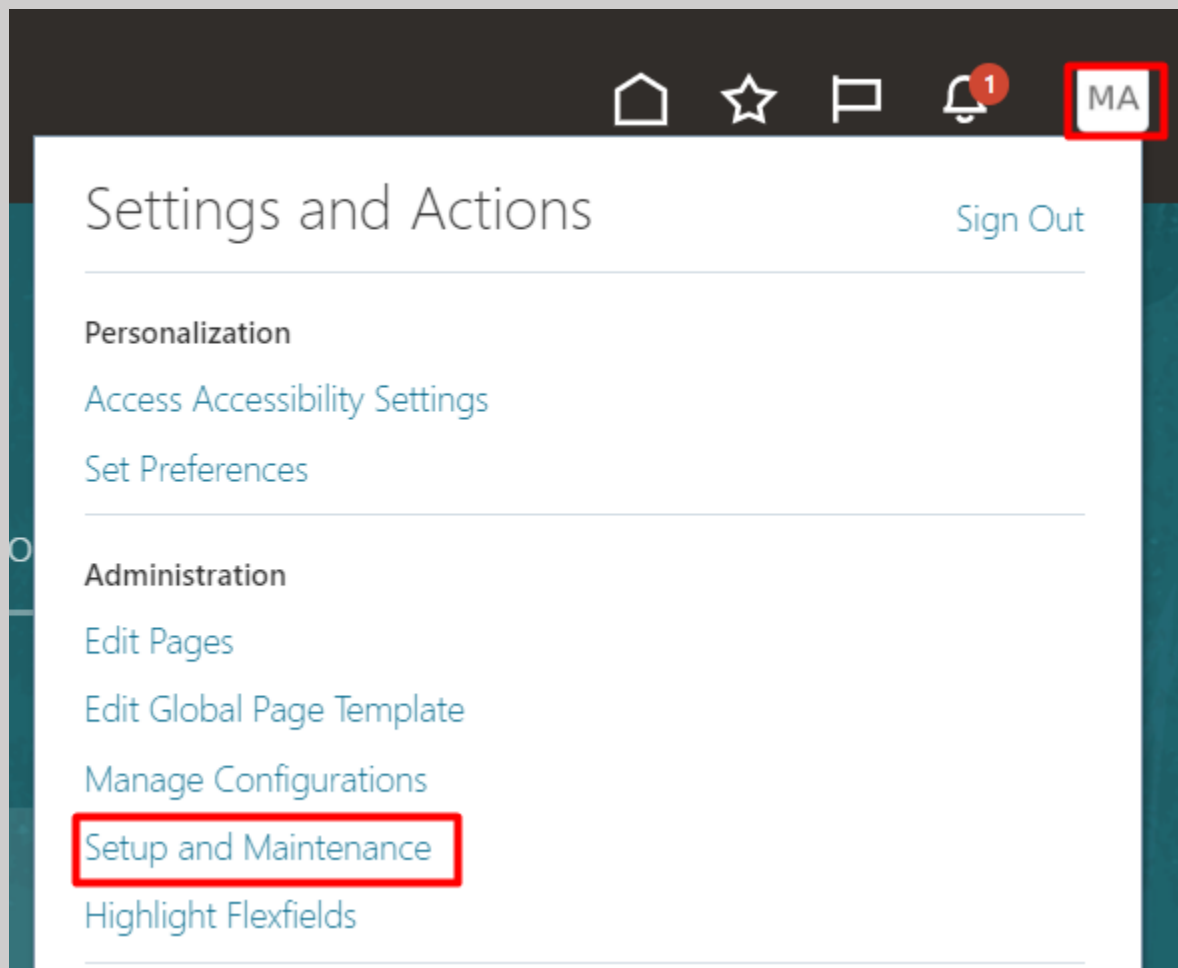 1
MA
Settings and Actions
Sign Out
Personalization
Access Accessibility Settings
Set Preferences
o
Administration
Edit Pages
Edit Global Page Template
Manage Configurations
Setup and Maintenance
Highlight Flexfields